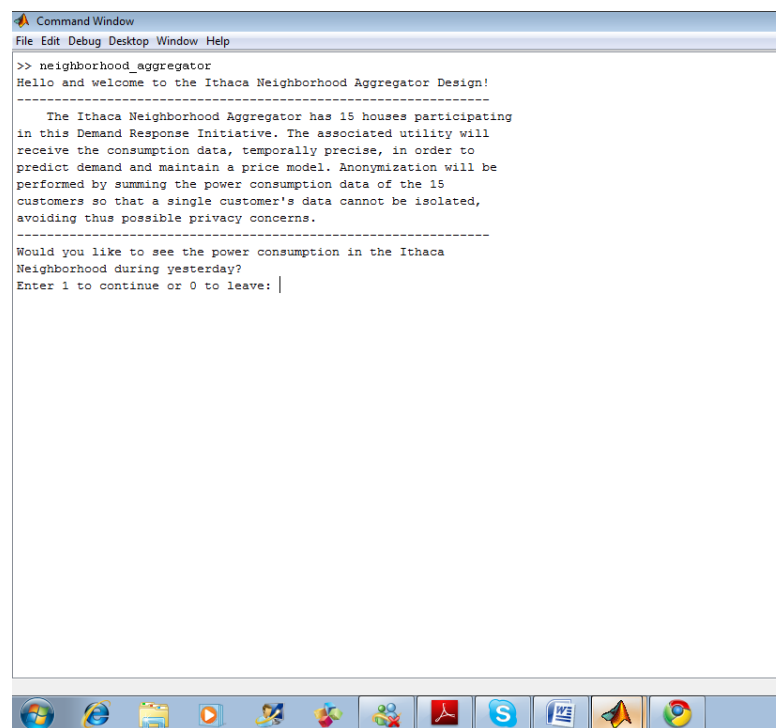 Command Window
File Edit Debug Desktop Window Help
>> neighborhood_aggregator
Hello and welcome to the Ithaca Neighborhood Aggregator Design!
----------------------------------------------------------------
The Ithaca Neighborhood Aggregator has 15 houses participating
in this Demand Response Initiative. The associated utility will
receive the consumption data, temporally precise, in order to
predict demand and maintain a price model. Anonymization will be
performed by summing the power consumption data of the 15
customers so that a single customer's data cannot be isolated,
avoiding thus possible privacy concerns.
----------------------------------------------------------------
Would you like to see the power consumption in the Ithaca
Neighborhood during yesterday?
Enter 1 to continue or 0 to leave: